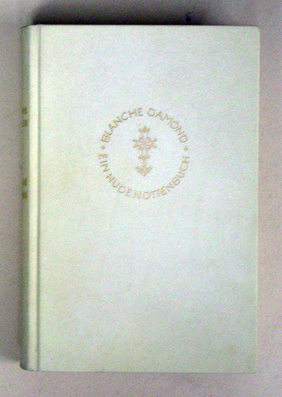 BLANCHE GAMOND
EIN HUGENOTTENBUCH